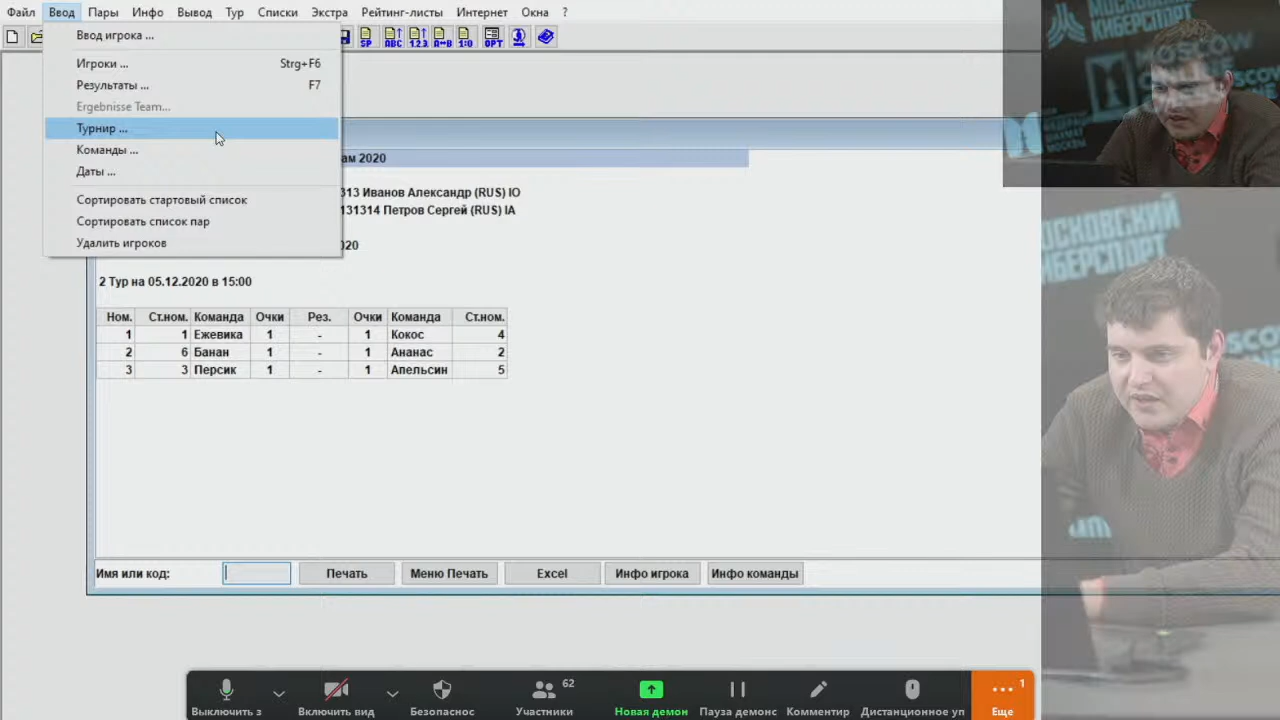 Файл Ввод Пары Инфо Вывод Тур Списки Экстра Рейтинг-листы Интернет Окна ?
Ввод игрока ...
Игроки ... Strg+F6
Результаты ... F7
Ergebnisse Team...
Турнир ...
Команды ...
Даты ...
Сортировать стартовый список
Сортировать список пар
Удалить игроков
ам 2020
313 Иванов Александр (RUS) IO
131314 Петров Сергей (RUS) IA
020
2 Тур на 05.12.2020 в 15:00
Ном. Ст.ном. Команда Очки Рез. Очки Команда Ст.ном.
1 1 Ежевика 1 - 1 Кокос 4
2 6 Банан 1 - 1 Ананас 2
3 3 Персик 1 - 1 Апельсин 5
Имя или код: Печать Меню Печать Excel Инфо игрока Инфо команды
62
1
Выключить з Включить вид Безопаснос Участники Новая демон Пауза демонс Комментир Дистанционное уп Еще
МОСКОВСКИЙ
КИБЕРСПОРТ
МОСКОВСКИЙ